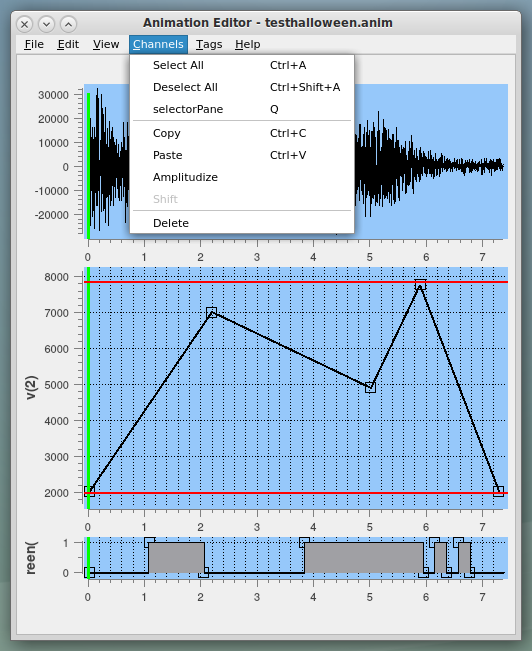 Animation Editor - testhalloween.anim
File Edit View Channels Tags Help
Select All Ctrl+A
Deselect All Ctrl+Shift+A
selectorPane Q
Copy Ctrl+C
Paste Ctrl+V
Amplitudize
Shift
Delete
30000
20000
10000
0
-10000
-20000
0 1 2 3 4 5 6 7
8000
7000
6000
5000
4000
3000
2000
v(2)
0 1 2 3 4 5 6 7
1
0
reen(
0 1 2 3 4 5 6 7